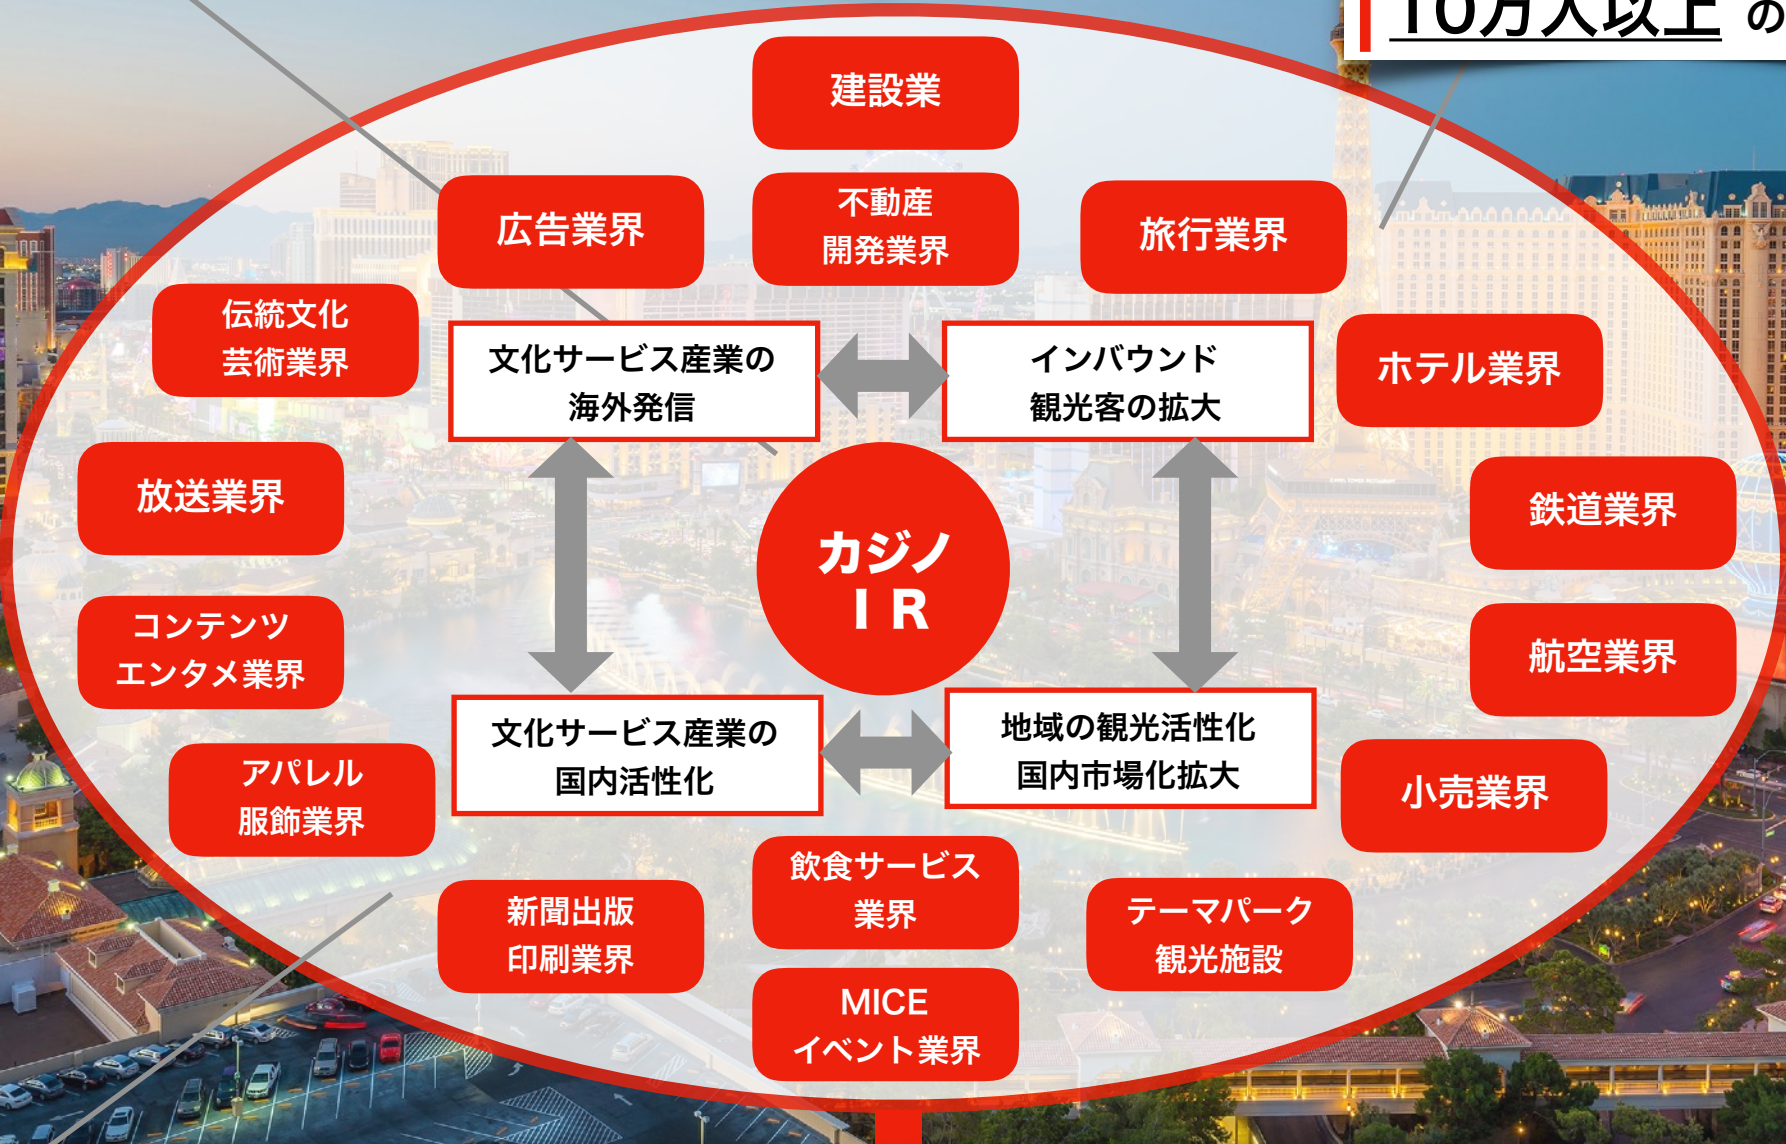 10万人以上 の
建設業
不動産
開発業界
広告業界
旅行業界
伝統文化
芸術業界
文化サービス産業の
海外発信
インバウンド
観光客の拡大
ホテル業界
放送業界
鉄道業界
カジノ
IR
コンテンツ
エンタメ業界
航空業界
文化サービス産業の
国内活性化
地域の観光活性化
国内市場化拡大
アパレル
服飾業界
小売業界
飲食サービス
業界
新聞出版
印刷業界
テーマパーク
観光施設
MICE
イベント業界